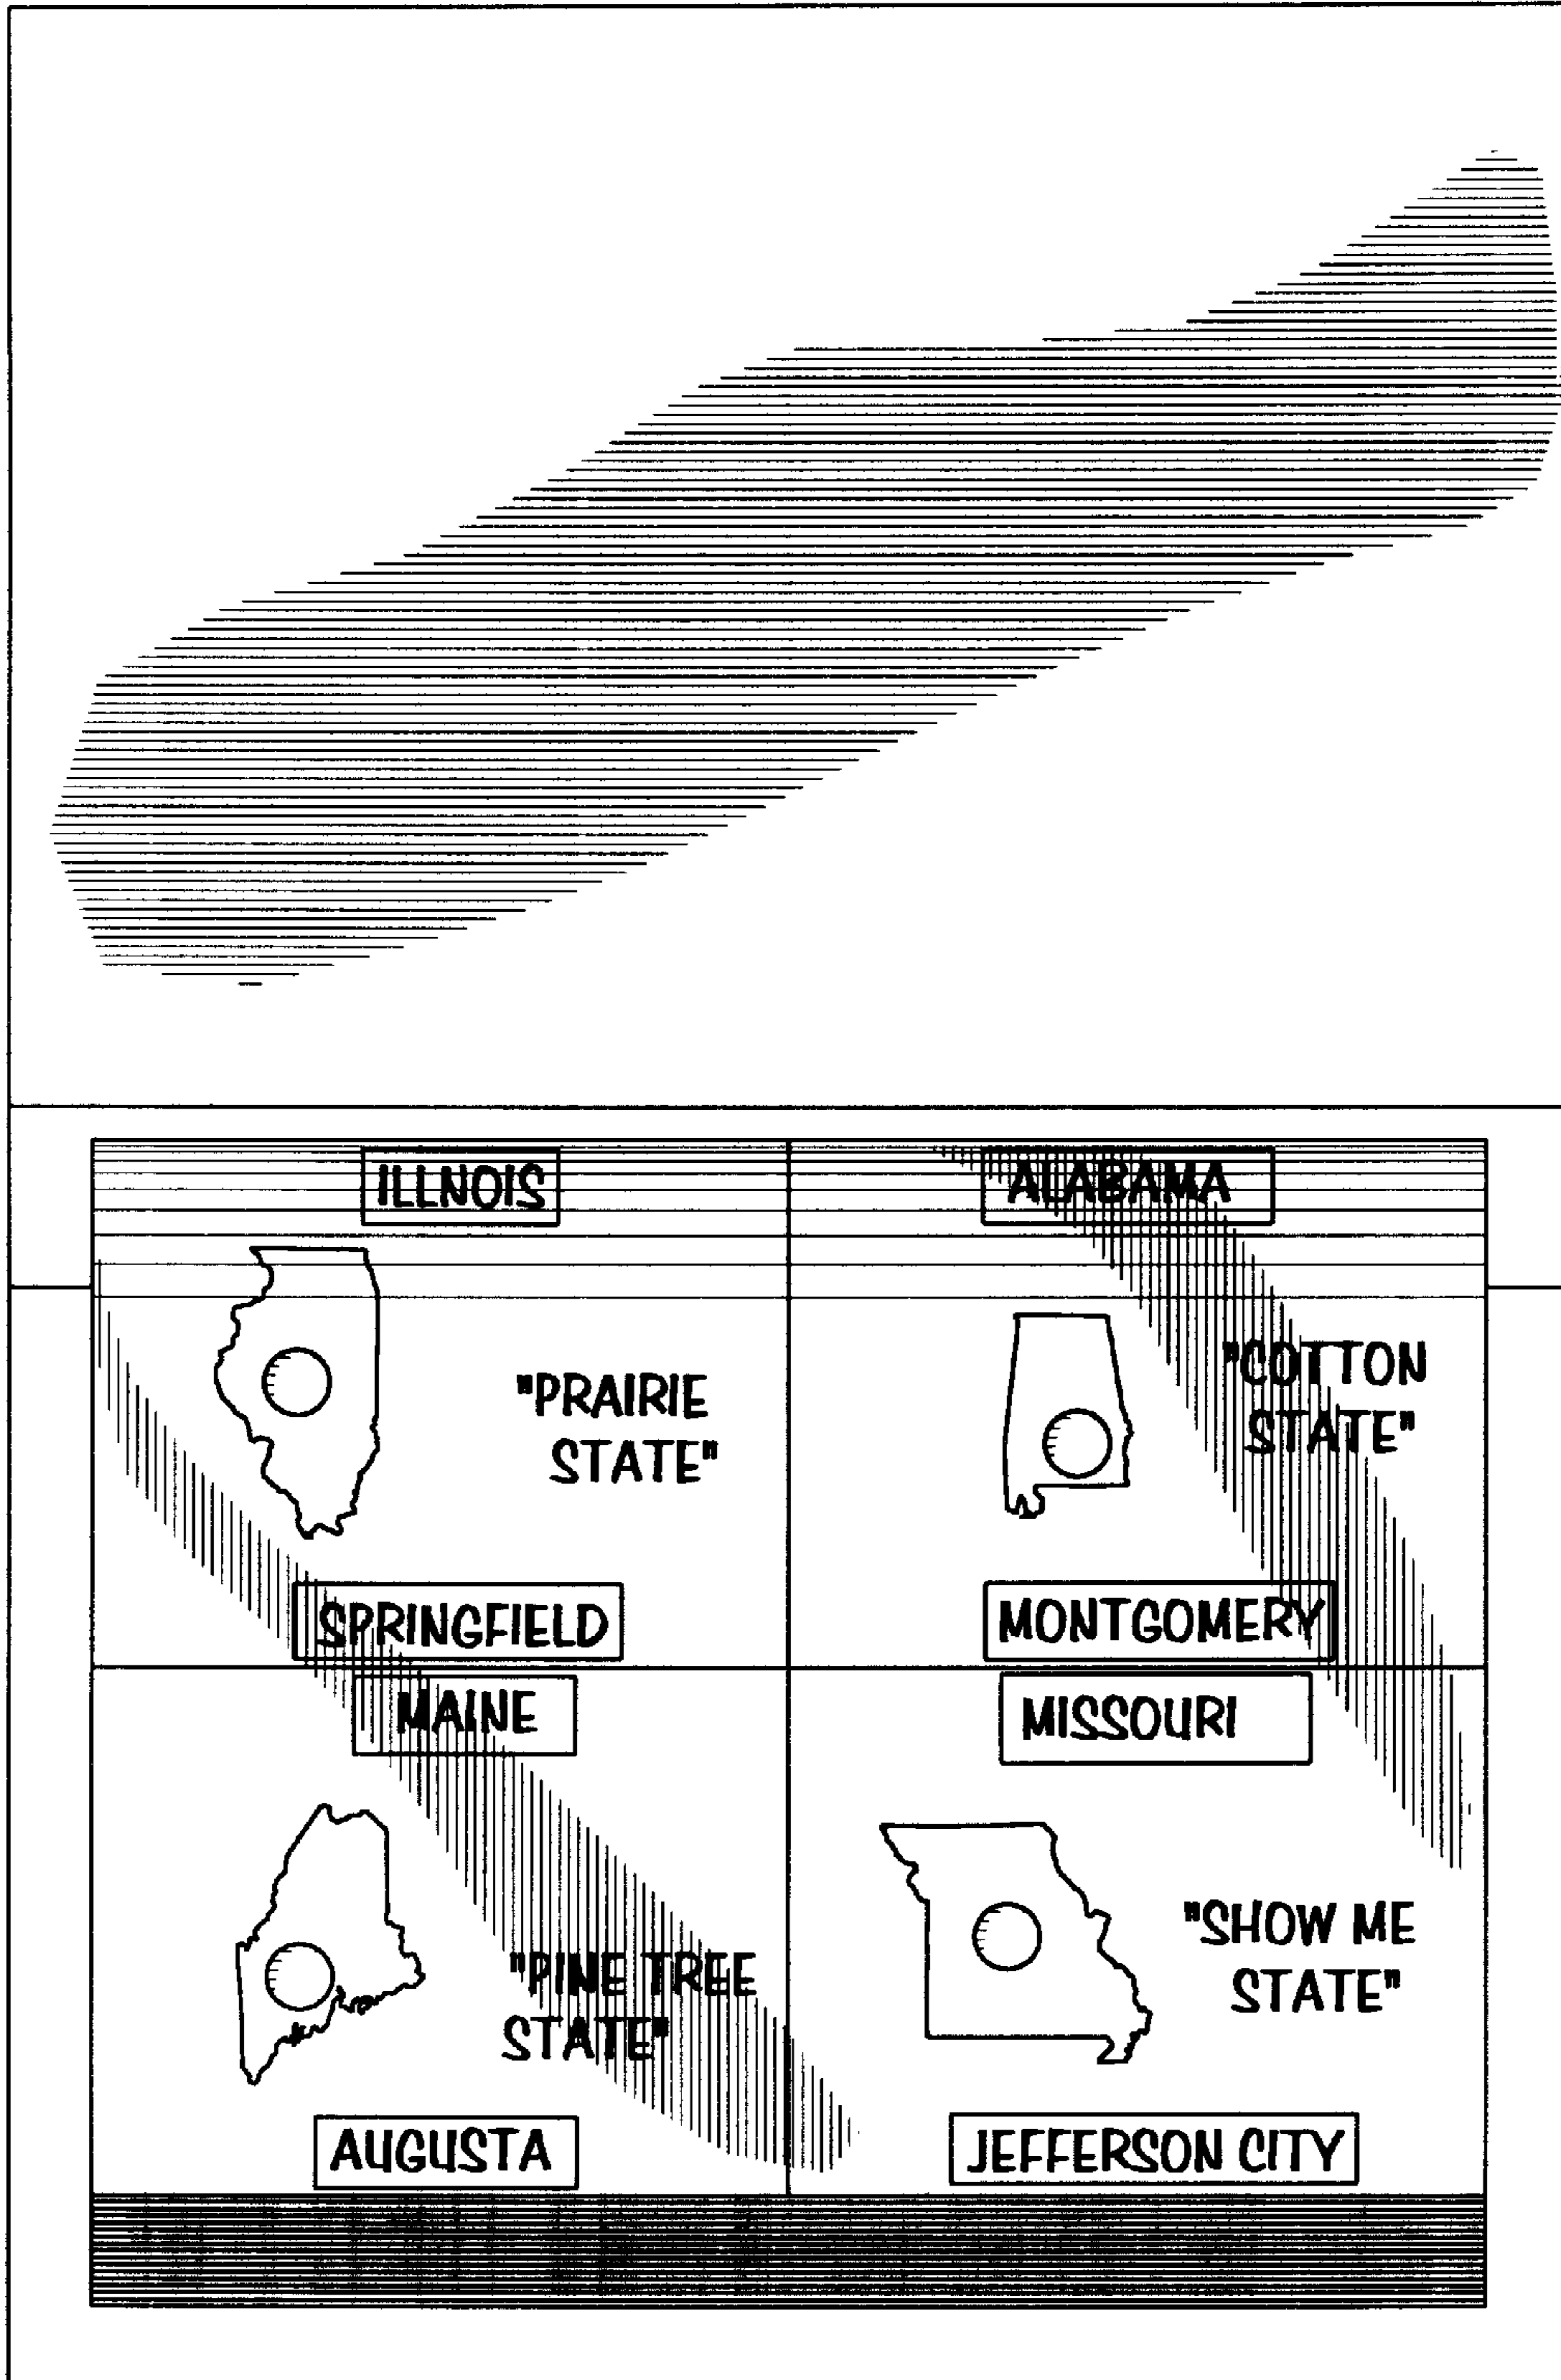 ILLNOIS
"PRAIRIE
STATE"
SPRINGFIELD
ALABAMA
"COTTON
STATE"
MONTGOMERY
MAINE
"PINE TREE
STATE"
AUGUSTA
MISSOURI
"SHOW ME
STATE"
JEFFERSON CITY